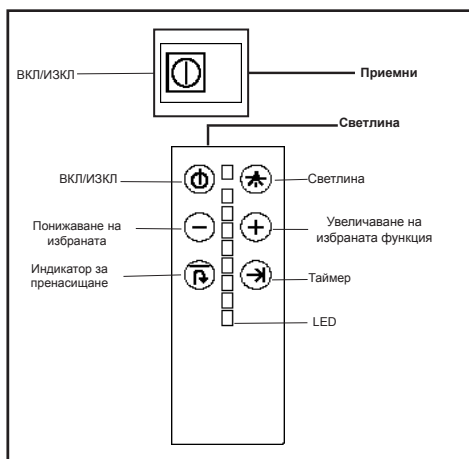 ВКЛ/ИЗКЛ
Приемни
Светлина
ВКЛ/ИЗКЛ
Светлина
Понижаване на
избраната
Увеличаване на
избраната функция
Индикатор за
пренасищане
Таймер
LED